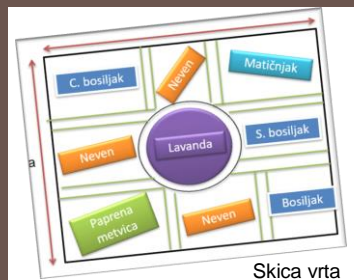 C. bosiljak
Neven
Matičnjak
Neven
Lavanda
S. bosiljak
a
Paprena
metvica
Neven
Bosiljak
Skica vrta